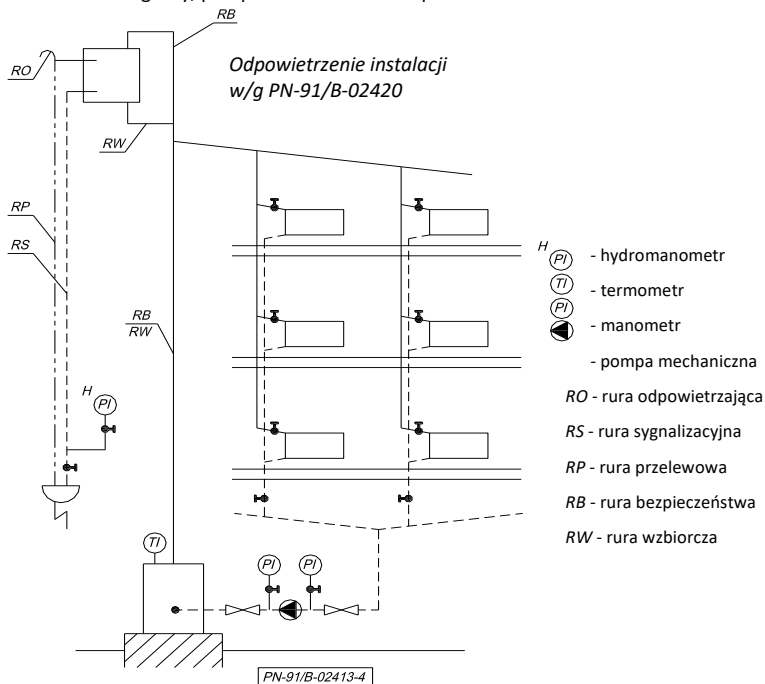 RB
RO
Odpowietrzenie instalacji
w/g PN-91/B-02420
RW
RP
RS
RB
RW
H
PI
TI
PI
PI
H
PI
- hydromanometr
TI
- termometr
PI
- manometr
- pompa mechaniczna
RO - rura odpowietrzająca
RS - rura sygnalizacyjna
RP - rura przelewowa
RB - rura bezpieczeństwa
RW - rura wzbiorcza
PN-91/B-02413-4